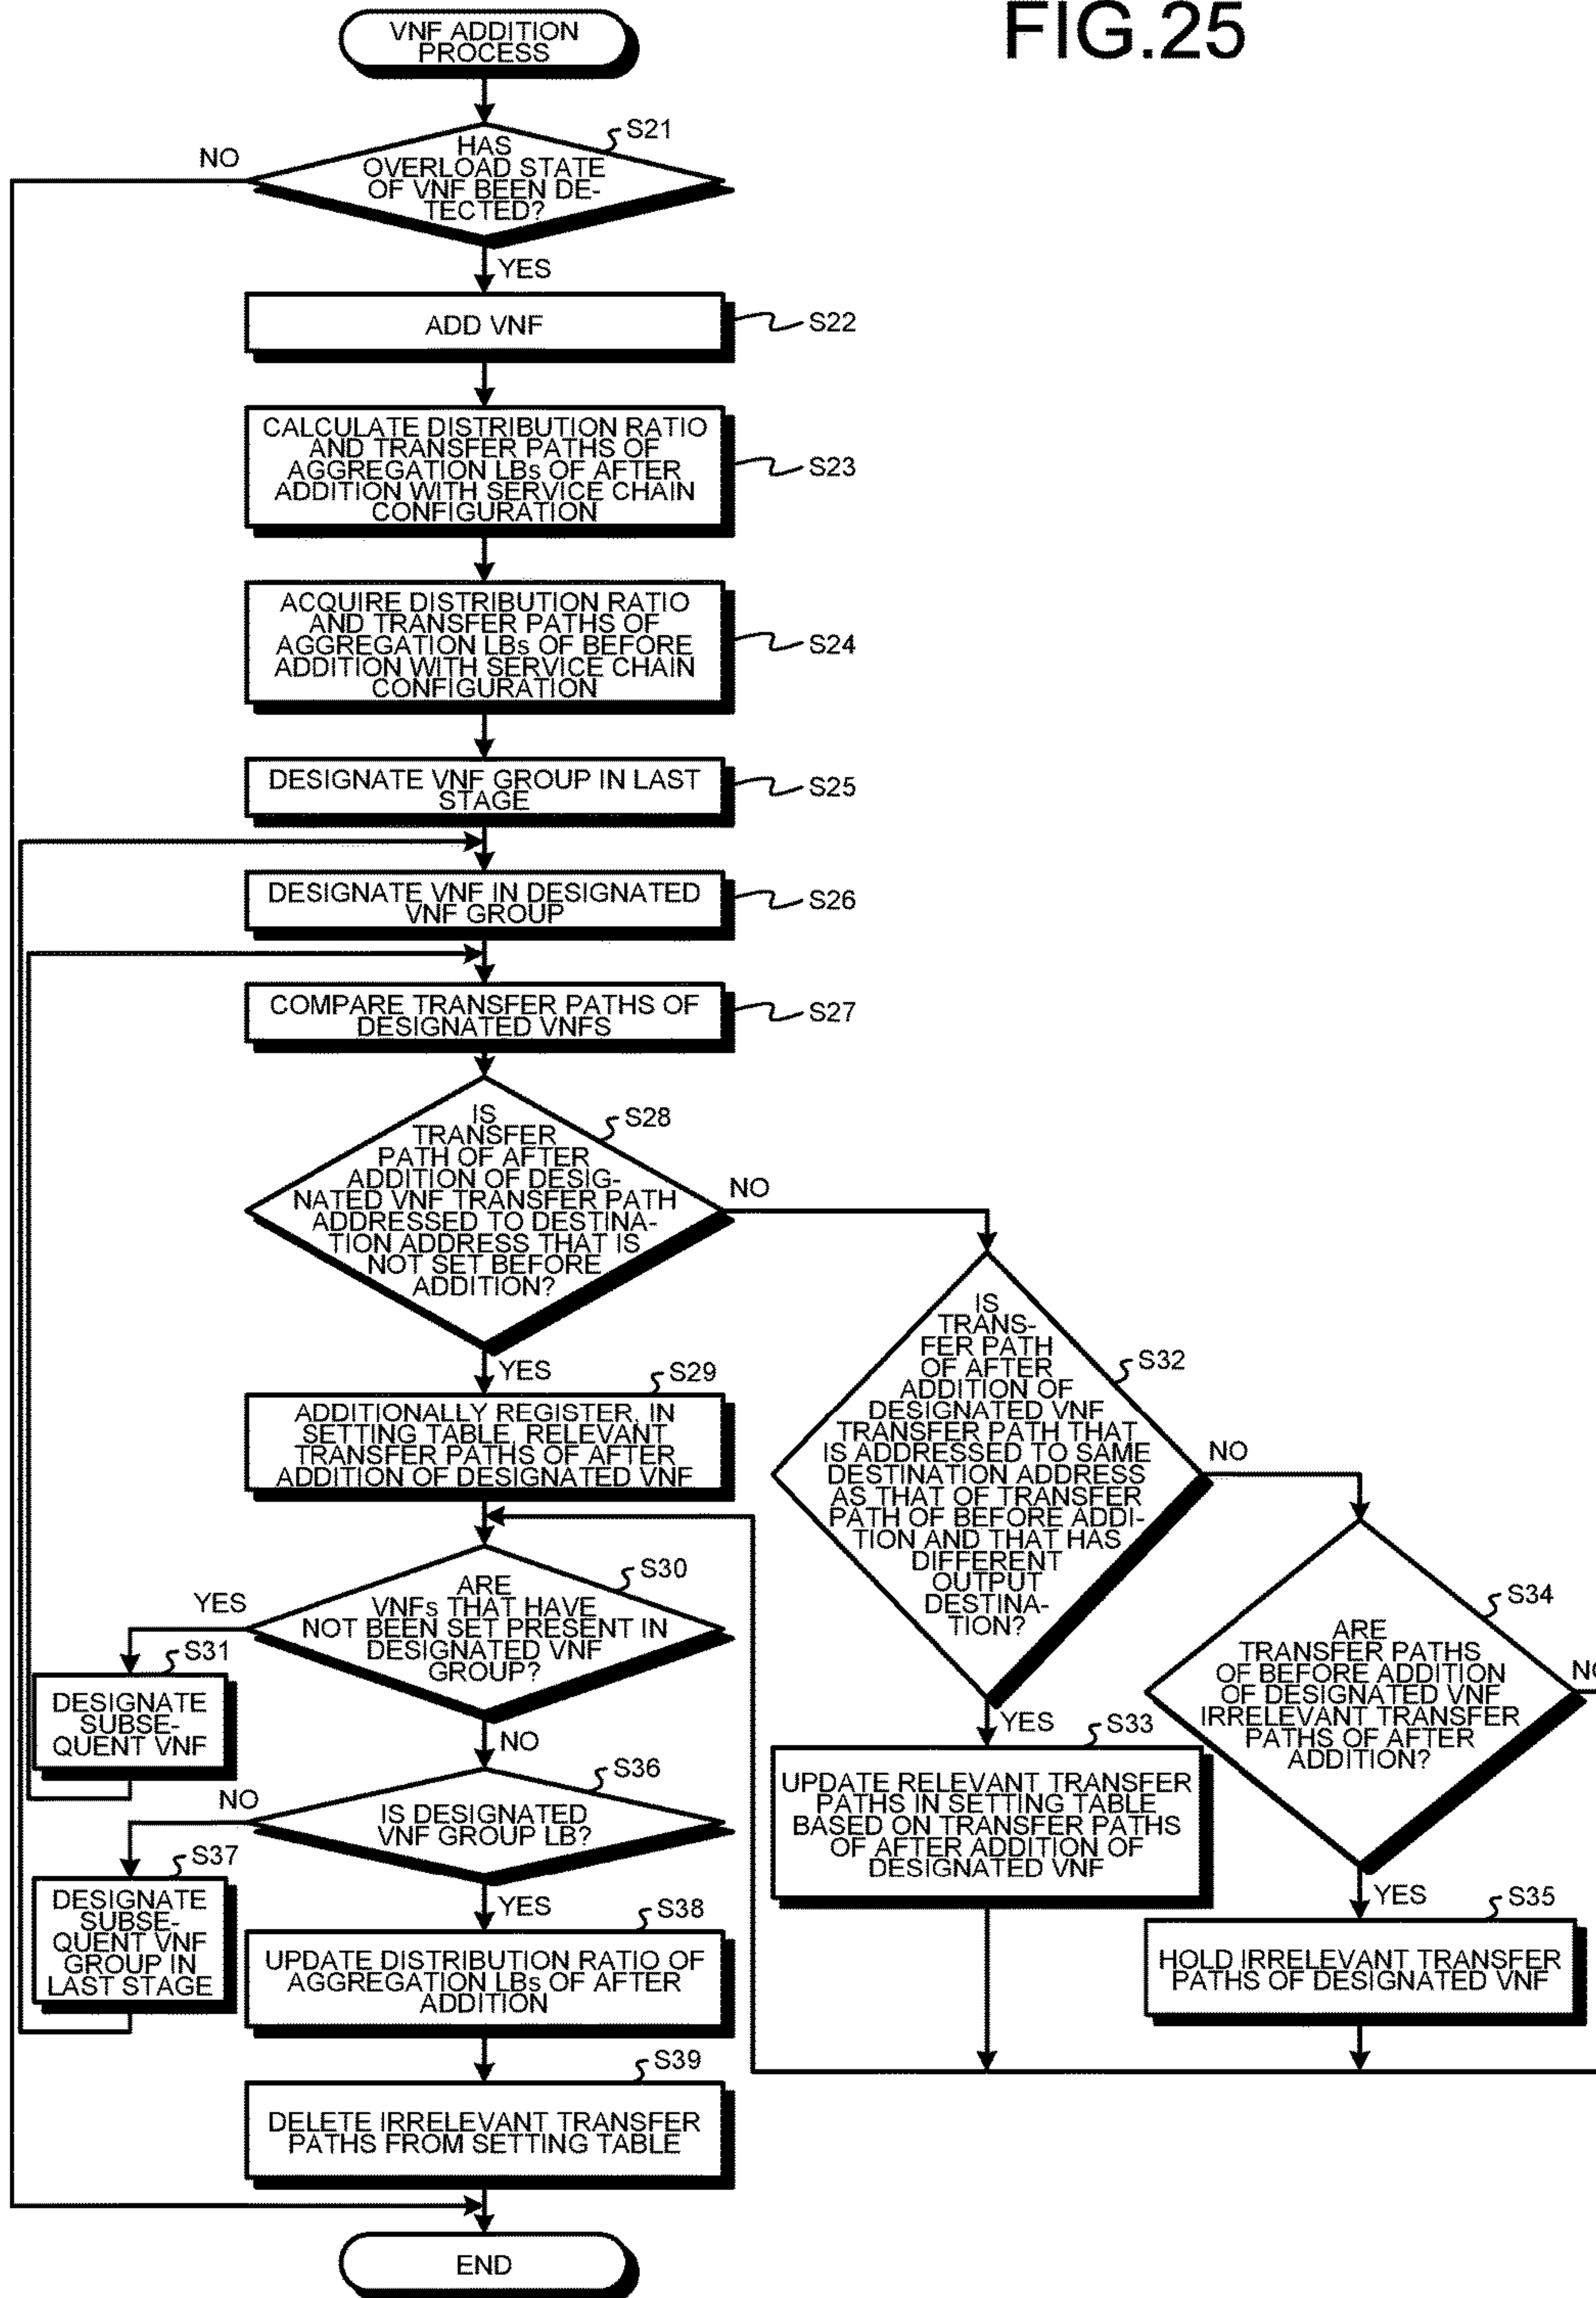 FIG.25
VNF ADDITION
PROCESS
S21
HAS
OVERLOAD STATE
OF VNF BEEN DE-
TECTED?
NO
YES
ADD VNF
S22
CALCULATE DISTRIBUTION RATIO
AND TRANSFER PATHS OF
AGGREGATION LBs OF AFTER
ADDITION WITH SERVICE CHAIN
CONFIGURATION
S23
ACQUIRE DISTRIBUTION RATIO
AND TRANSFER PATHS OF
AGGREGATION LBs OF BEFORE
ADDITION WITH SERVICE CHAIN
CONFIGURATION
S24
DESIGNATE VNF GROUP IN LAST
STAGE
S25
DESIGNATE VNF IN DESIGNATED
VNF GROUP
S26
COMPARE TRANSFER PATHS OF
DESIGNATED VNFS
S27
S28
IS
TRANSFER
PATH OF AFTER
ADDITION OF DESIG-
NATED VNF TRANSFER PATH
ADDRESSED TO DESTINA-
TION ADDRESS THAT IS
NOT SET BEFORE
ADDITION?
NO
YES
S29
ADDITIONALLY REGISTER, IN
SETTING TABLE, RELEVANT
TRANSFER PATHS OF AFTER
ADDITION OF DESIGNATED VNF
S30
ARE
VNFs THAT HAVE
NOT BEEN SET PRESENT IN
DESIGNATED VNF
GROUP?
YES
NO
S31
DESIGNATE
SUBSE-
QUENT VNF
S32
IS
TRANS-
FER PATH
OF AFTER
ADDITION OF
DESIGNATED VNF
TRANSFER PATH THAT
IS ADDRESSED TO SAME
DESTINATION ADDRESS
AS THAT OF TRANSFER
PATH OF BEFORE ADDI-
TION AND THAT HAS
DIFFERENT
OUTPUT
DESTINA-
TION?
NO
YES
S33
UPDATE RELEVANT TRANSFER
PATHS IN SETTING TABLE
BASED ON TRANSFER PATHS
OF AFTER ADDITION OF
DESIGNATED VNF
S34
ARE
TRANSFER PATHS
OF BEFORE ADDITION
OF DESIGNATED VNF
IRRELEVANT TRANSFER
PATHS OF AFTER
ADDITION?
YES
S35
HOLD IRRELEVANT TRANSFER
PATHS OF DESIGNATED VNF
S36
IS DESIGNATED
VNF GROUP LB?
NO
YES
S37
DESIGNATE
SUBSE-
QUENT VNF
GROUP IN
LAST STAGE
S38
UPDATE DISTRIBUTION RATIO OF
AGGREGATION LBs OF AFTER
ADDITION
S39
DELETE IRRELEVANT TRANSFER
PATHS FROM SETTING TABLE
END